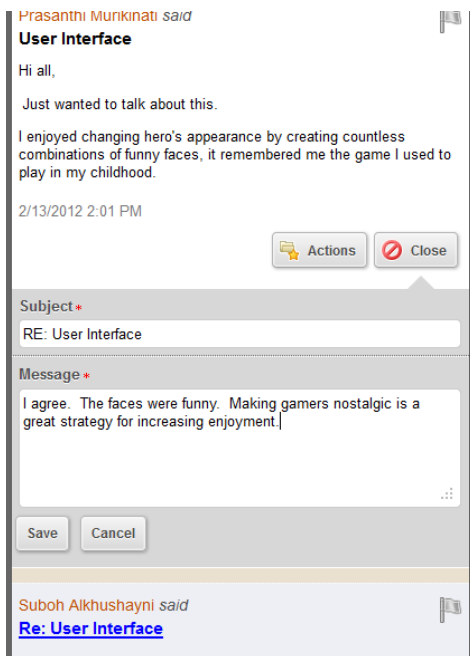 Prasanthi Murikinati said
User Interface
Hi all,
Just wanted to talk about this.
I enjoyed changing hero's appearance by creating countless
combinations of funny faces, it remembered me the game I used to
play in my childhood.
2/13/2012 2:01 PM
Actions Close
Subject *
RE: User Interface
Message *
I agree. The faces were funny. Making gamers nostalgic is a
great strategy for increasing enjoyment.
Save Cancel
Suboh Alkhushayni said
Re: User Interface